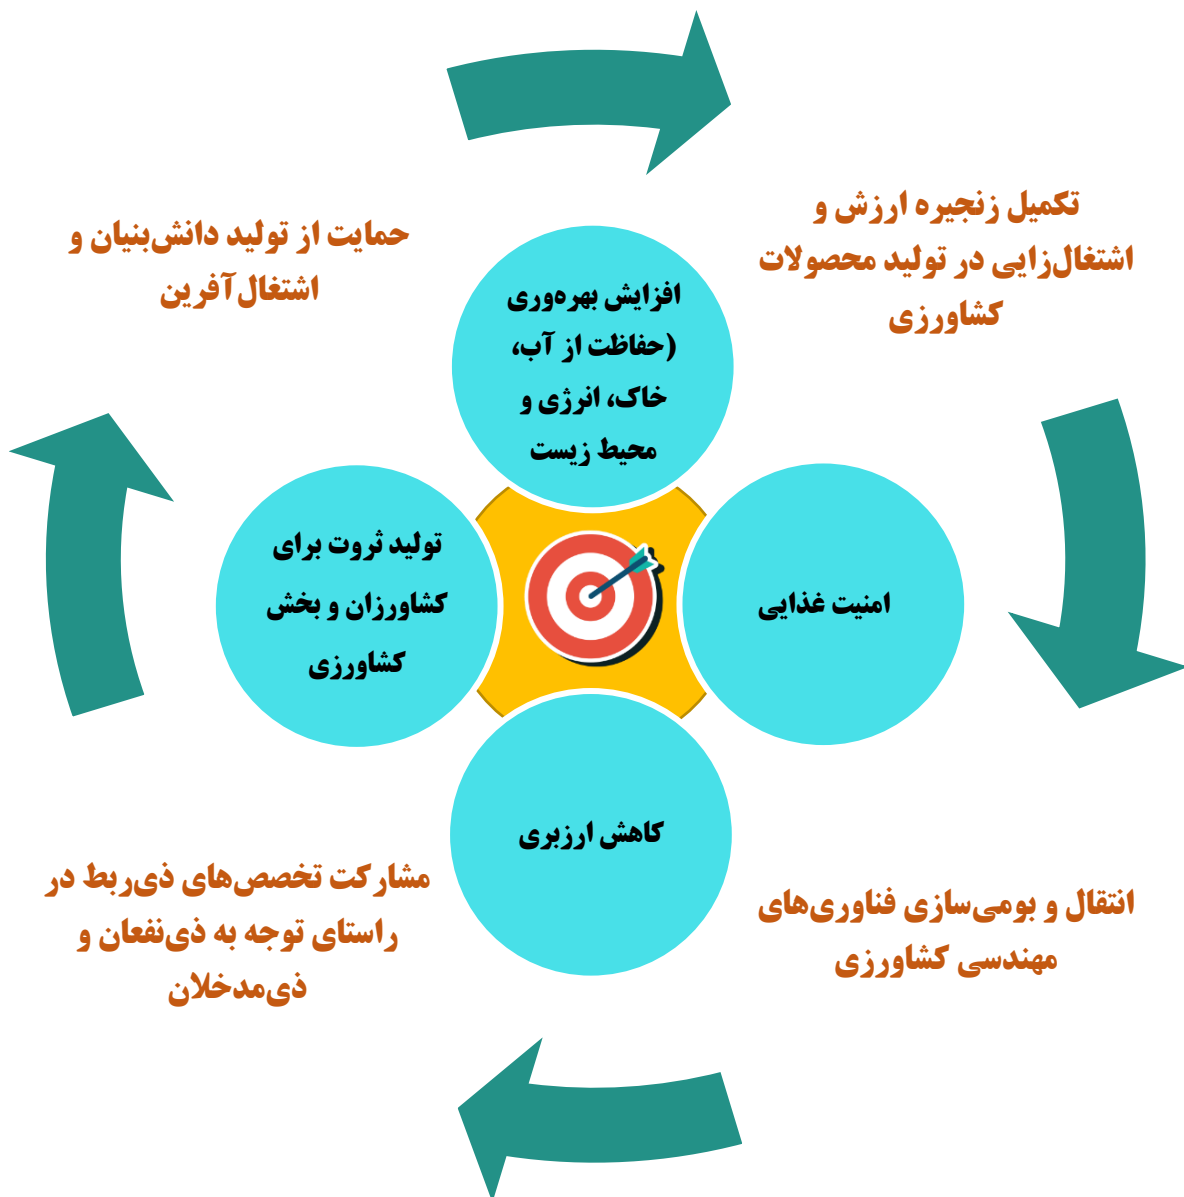 تکمیل زنجیره ارزش و
اشتغال‌زایی در تولید محصولات
کشاورزی
حمایت از تولید دانش‌بنیان و
اشتغال‌آفرین
افزایش بهره‌وری
(حفاظت از آب،
خاک، انرژی و
محیط زیست
امنیت غذایی
تولید ثروت برای
کشاورزان و بخش
کشاورزی
کاهش ارزبری
انتقال و بومی‌سازی فناوری‌های
مهندسی کشاورزی
مشارکت تخصص‌های ذی‌ربط در
راستای توجه به ذی‌نفعان و
ذی‌مدخلان